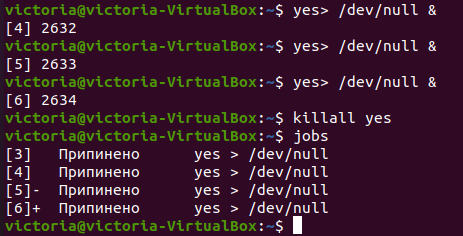 victoria@victoria-VirtualBox:~$ yes> /dev/null &
[4] 2632
victoria@victoria-VirtualBox:~$ yes> /dev/null &
[5] 2633
victoria@victoria-VirtualBox:~$ yes> /dev/null &
[6] 2634
victoria@victoria-VirtualBox:~$ killall yes
victoria@victoria-VirtualBox:~$ jobs
[3]   Припинено      yes > /dev/null
[4]   Припинено      yes > /dev/null
[5]-  Припинено      yes > /dev/null
[6]+  Припинено      yes > /dev/null
victoria@victoria-VirtualBox:~$